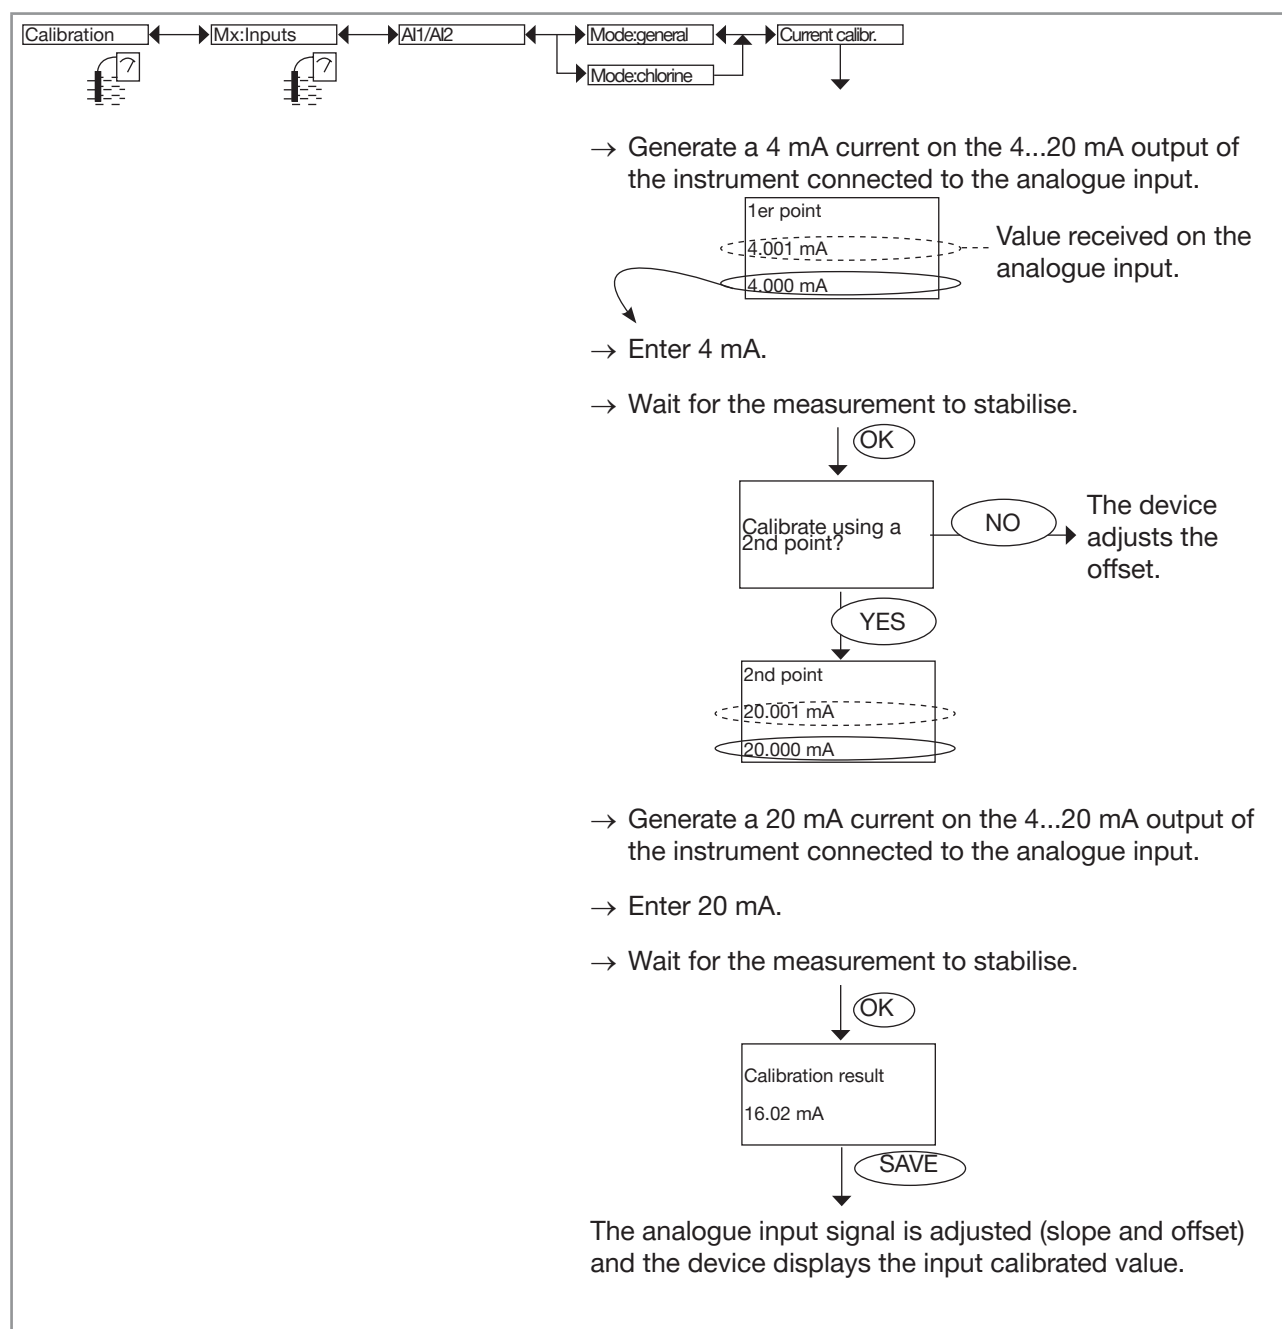 Calibration
Mx:Inputs
AI1/AI2
Mode:general
Current calibr.
Mode:chlorine
→ Generate a 4 mA current on the 4...20 mA output of
the instrument connected to the analogue input.
1er point
4.001 mA
4.000 mA
Value received on the
analogue input.
→ Enter 4 mA.
→ Wait for the measurement to stabilise.
OK
Calibrate using a
2nd point?
NO
The device
adjusts the
offset.
YES
2nd point
20.001 mA
20.000 mA
→ Generate a 20 mA current on the 4...20 mA output of
the instrument connected to the analogue input.
→ Enter 20 mA.
→ Wait for the measurement to stabilise.
OK
Calibration result
16.02 mA
SAVE
The analogue input signal is adjusted (slope and offset)
and the device displays the input calibrated value.